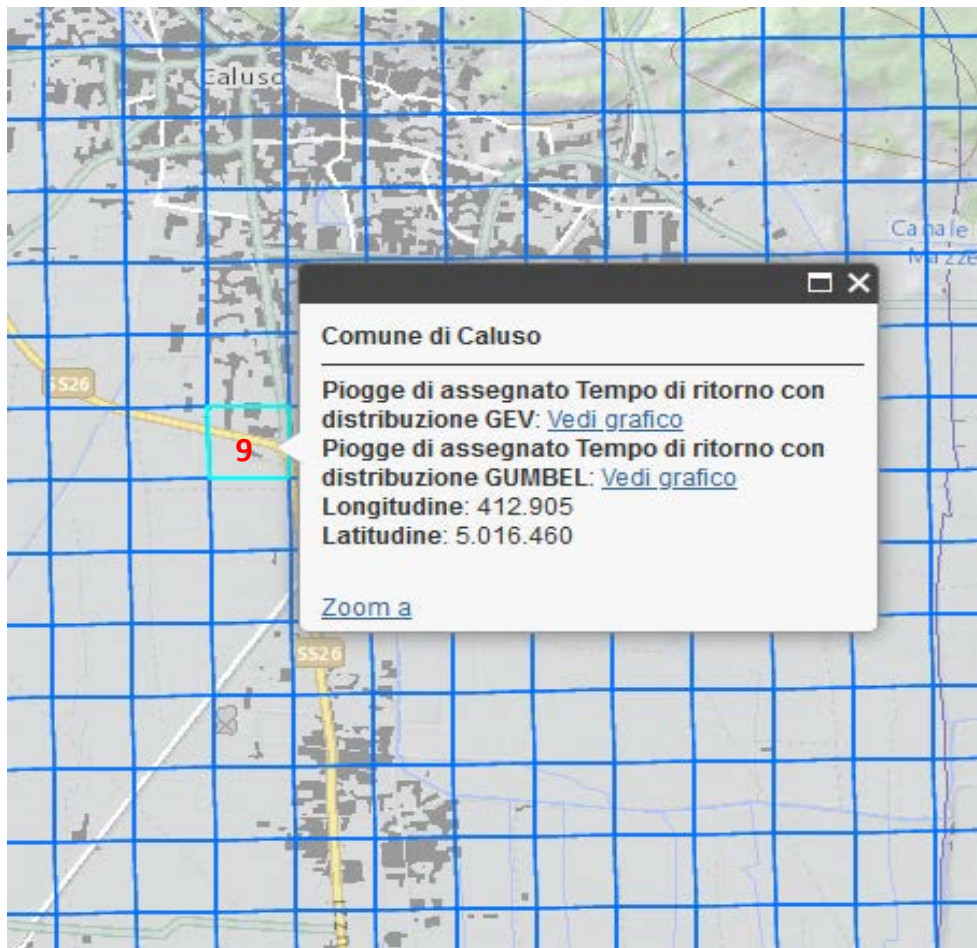 Caluso
Canale
Mazze
Comune di Caluso
Piogge di assegnato Tempo di ritorno con
distribuzione GEV: Vedi grafico
SS26
Piogge di assegnato Tempo di ritorno con
9
distribuzione GUMBEL: Vedi grafico
Longitudine: 412.905
Latitudine: 5.016.460
Zoom a
SS26